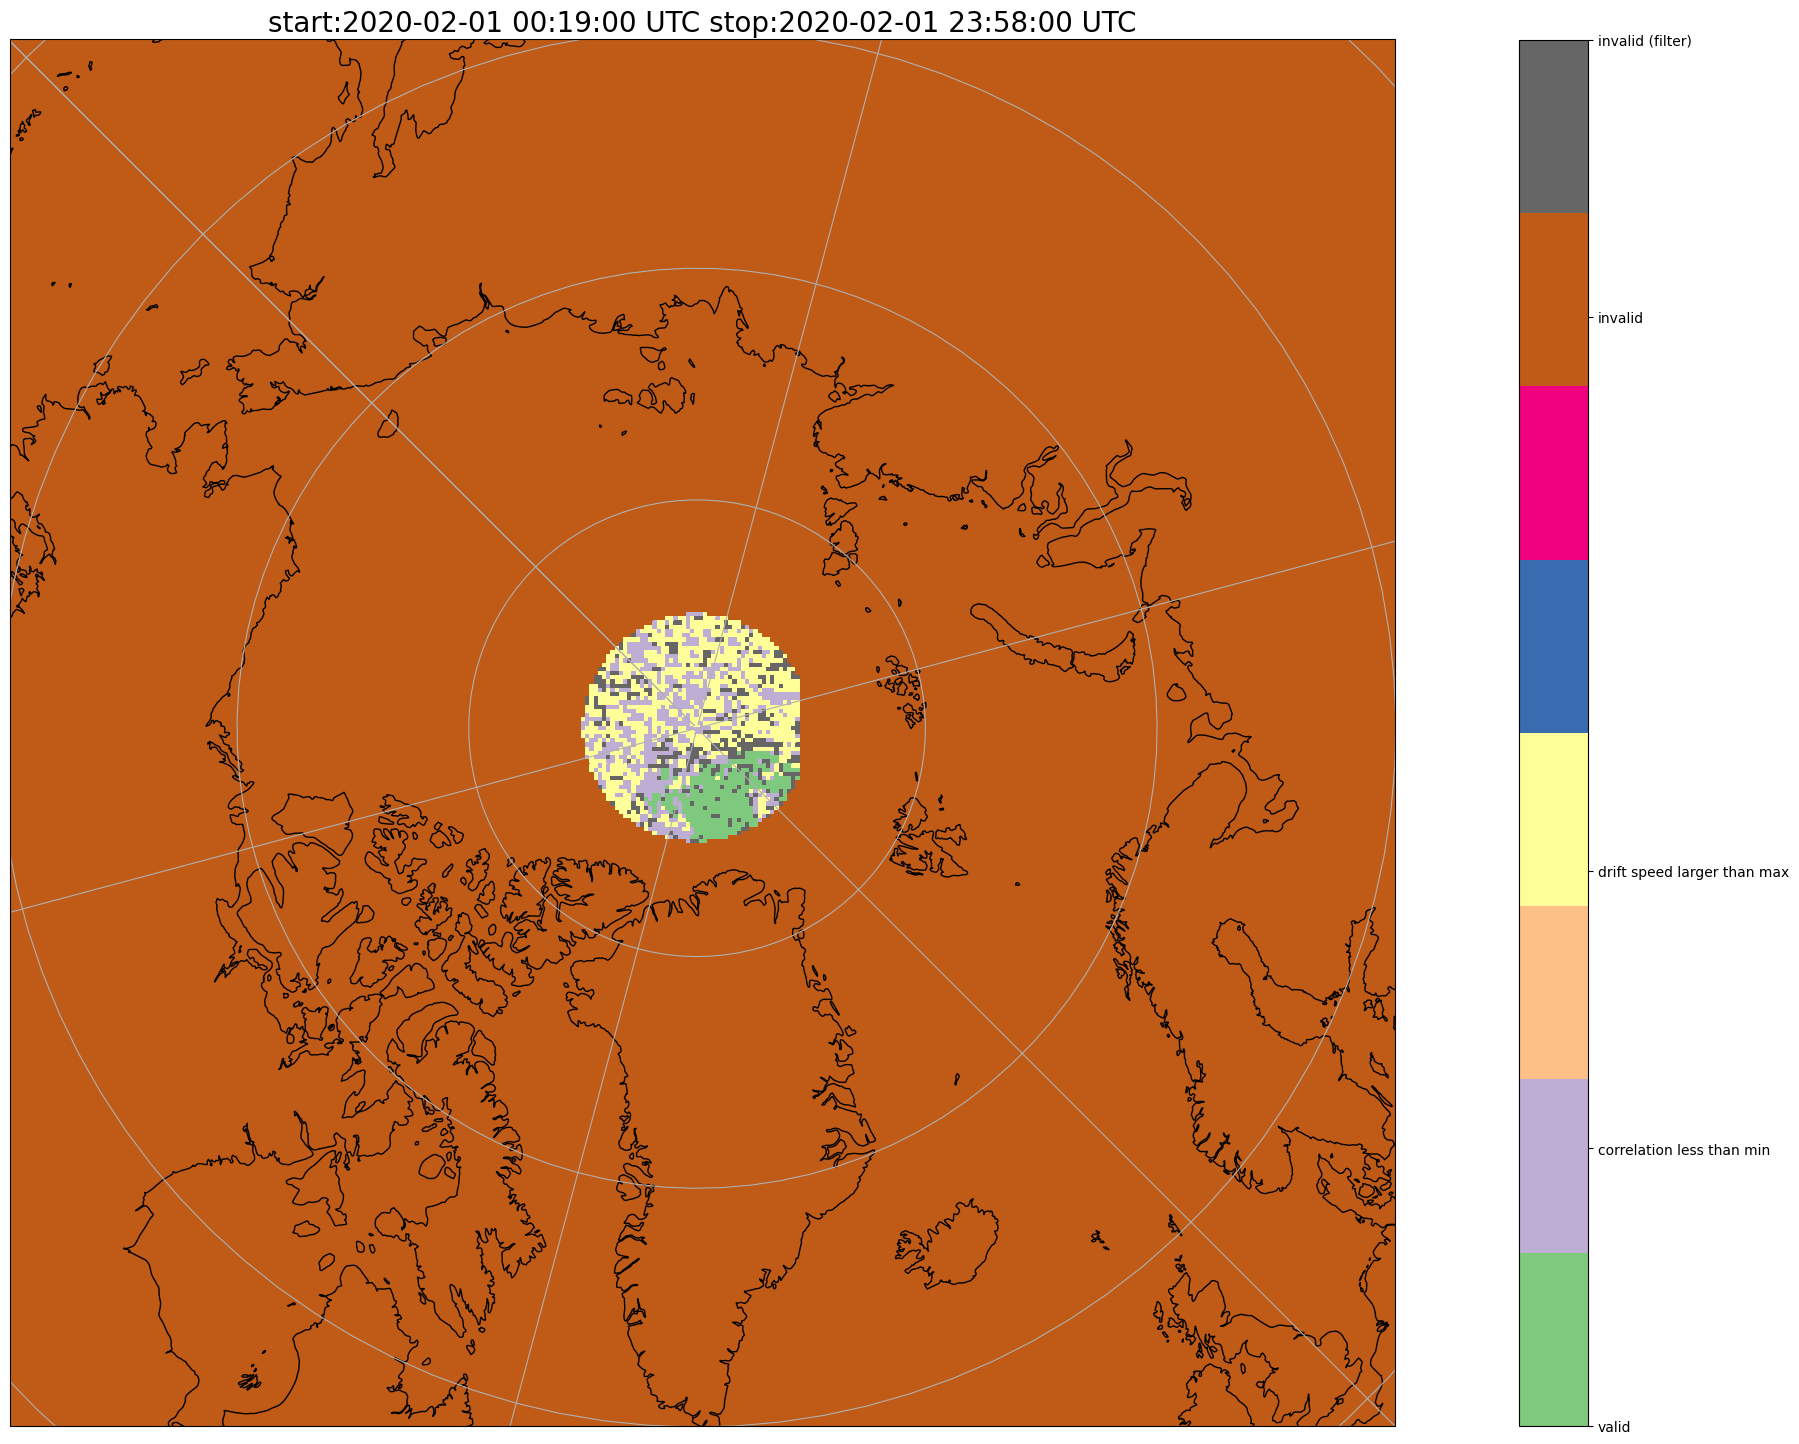 start:2020-02-01 00:19:00 UTC stop:2020-02-01 23:58:00 UTC
invalid (filter)
invalid
drift speed larger than max
correlation less than min
valid